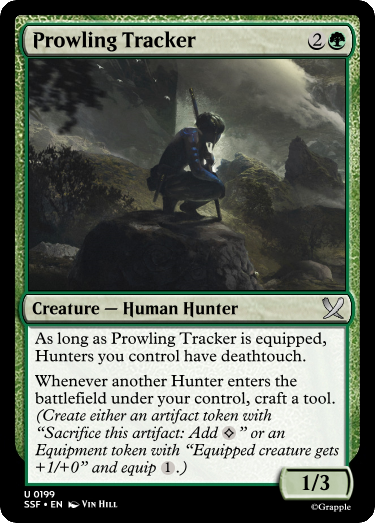 Prowling Tracker 2
Creature — Human Hunter
As long as Prowling Tracker is equipped,
Hunters you control have deathtouch.
Whenever another Hunter enters the
battlefield under your control, craft a tool.
(Create either an artifact token with
“Sacrifice this artifact: Add ” or an
Equipment token with “Equipped creature gets
+1/+0” and equip 1.)
1/3
U 0199
SSF • EN Vin Hill
©Grapple